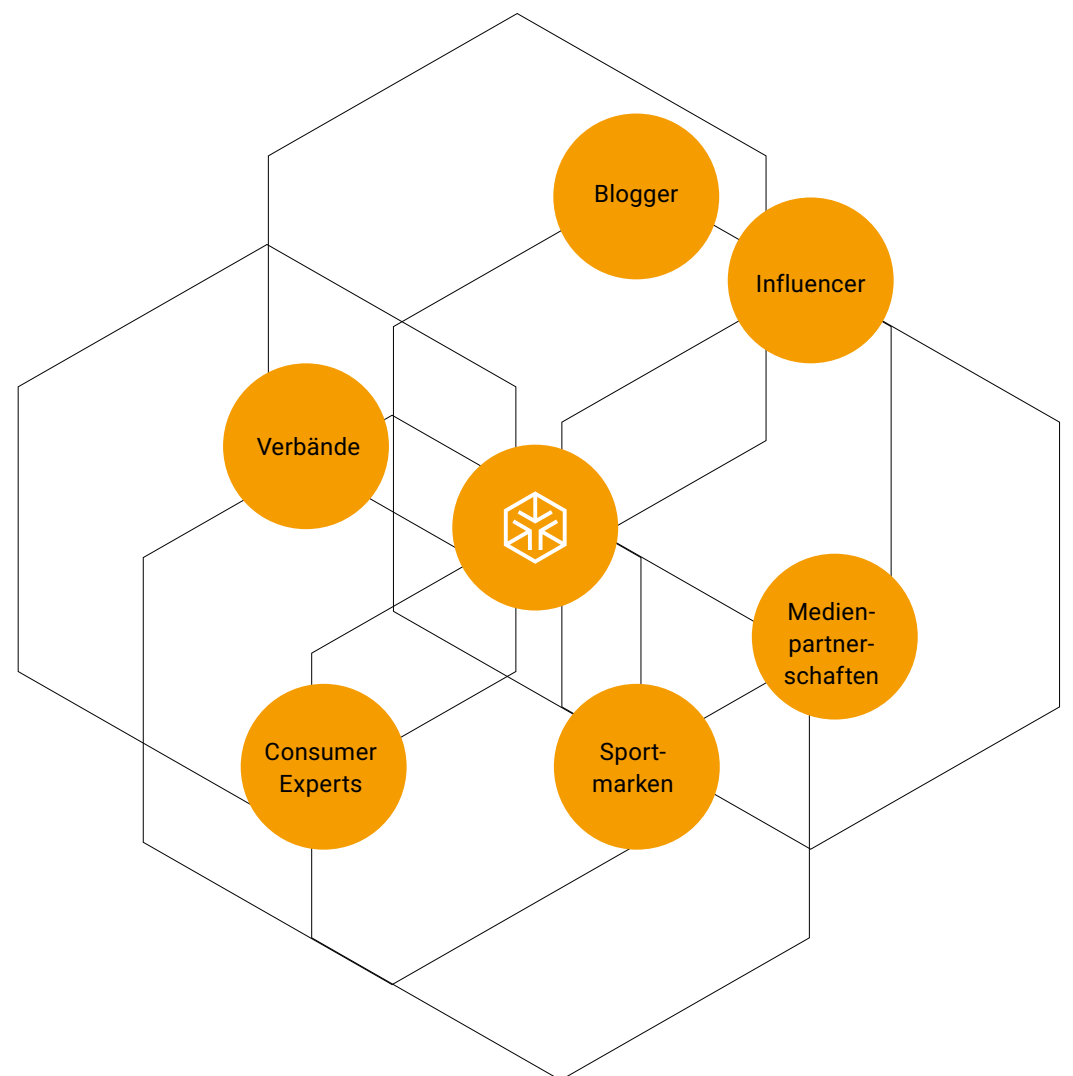 Blogger
Influencer
Verbände
Medien-
partner-
schaften
Consumer
Experts
Sport-
marken